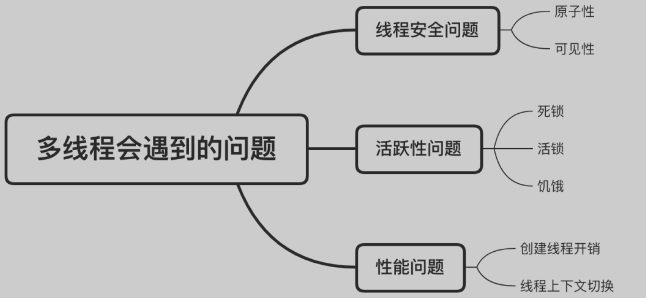 多线程会遇到的问题
线程安全问题
原子性
可见性
活跃性问题
死锁
活锁
饥饿
性能问题
创建线程开销
线程上下文切换